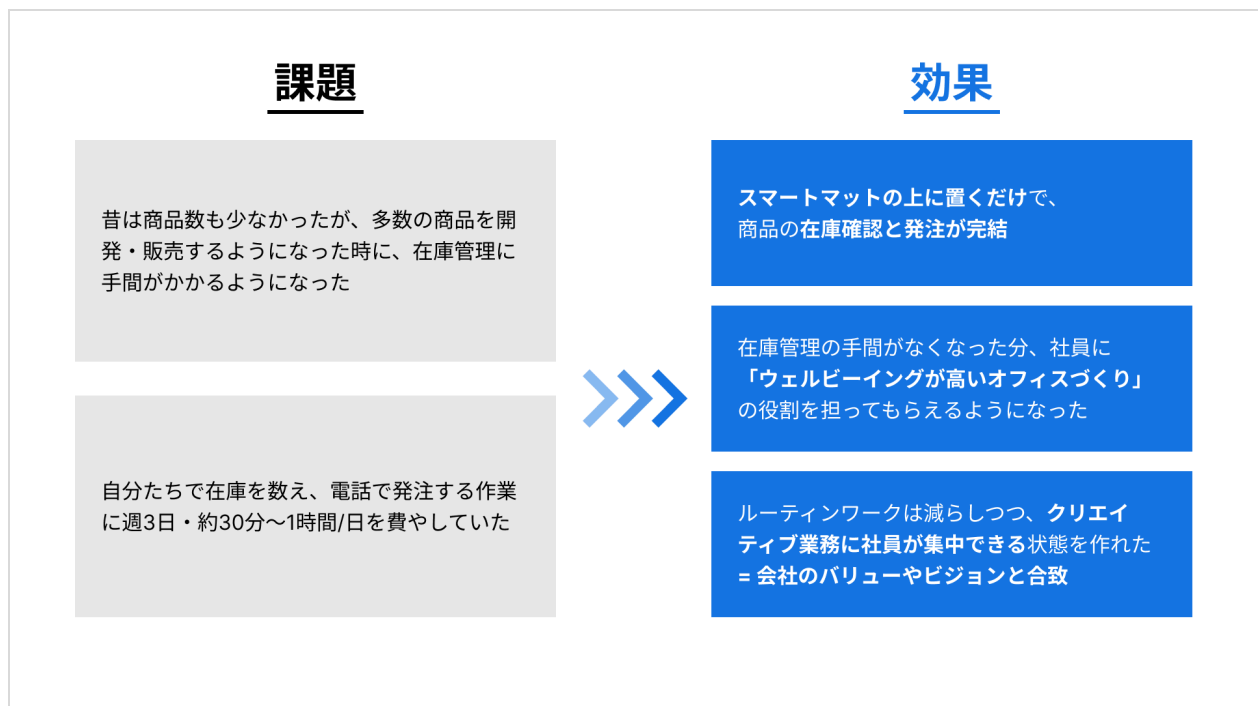 課題
昔は商品数も少なかったが、多数の商品を開
発・販売するようになった時に、在庫管理に
手間がかかるようになった
自分たちで在庫を数え、電話で発注する作業
に週3日・約30分〜1時間/日を費やしていた
効果
スマートマットの上に置くだけで、
商品の在庫確認と発注が完結
在庫管理の手間がなくなった分、社員に
「ウェルビーイングが高いオフィスづくり」
の役割を担ってもらえるようになった
ルーティンワークは減らしつつ、クリエイ
ティブ業務に社員が集中できる状態を作れた
= 会社のバリューやビジョンと合致